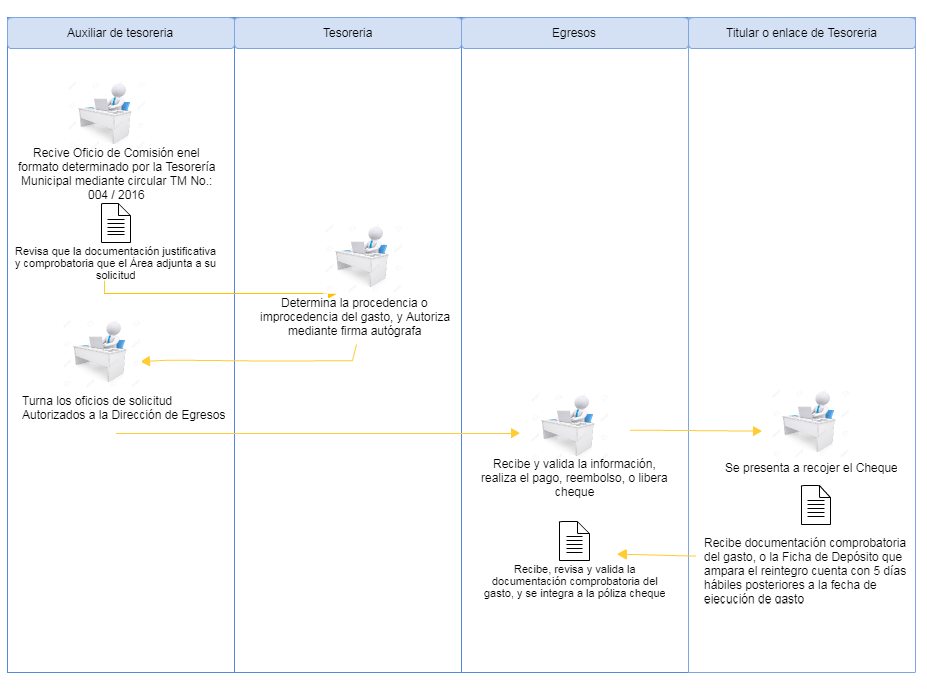 Auxiliar de tesoreria
Tesoreria
Egresos
Titular o enlace de Tesoreria
Recive Oficio de Comisión enel
formato determinado por la Tesorería
Municipal mediante circular TM No.:
004 / 2016
Revisa que la documentación justificativa
y comprobatoria que el Área adjunta a su
solicitud
Determina la procedencia o
improcedencia del gasto, y Autoriza
mediante firma autógrafa
Turna los oficios de solicitud
Autorizados a la Dirección de Egresos
Recibe y valida la información,
realiza el pago, reembolso, o libera
cheque
Se presenta a recojer el Cheque
Recibe documentación comprobatoria
del gasto, o la Ficha de Depósito que
ampara el reintegro cuenta con 5 días
hábiles posteriores a la fecha de
ejecución de gasto
Recibe, revisa y valida la
documentación comprobatoria del
gasto, y se integra a la póliza cheque